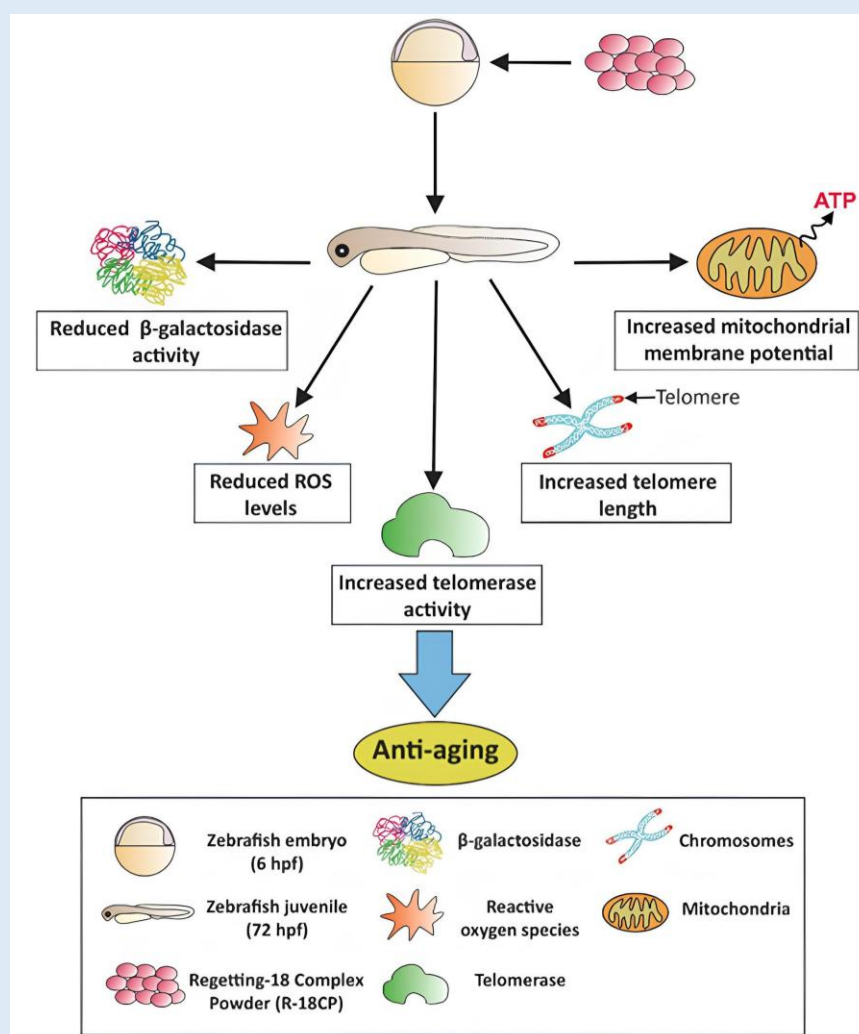 ATP
Reduced β-galactosidase
activity
Increased mitochondrial
membrane potential
Telomere
Reduced ROS
levels
Increased telomere
length
Increased telomerase
activity
Anti-aging
Zebrafish embryo
(6 hpf)
β-galactosidase
Chromosomes
Zebrafish juvenile
(72 hpf)
Reactive
oxygen species
Mitochondria
Regetting-18 Complex
Powder (R-18CP)
Telomerase